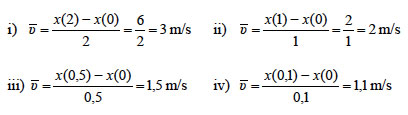 i) ῡ = x(2) − x(0) / 2 = 6 / 2 = 3 m/s ii) ῡ = x(1) − x(0) / 1 = 2 / 1 = 2 m/s
iii) ῡ = x(0,5) − x(0) / 0,5 = 1,5 m/s iv) ῡ = x(0,1) − x(0) / 0,1 = 1,1 m/s